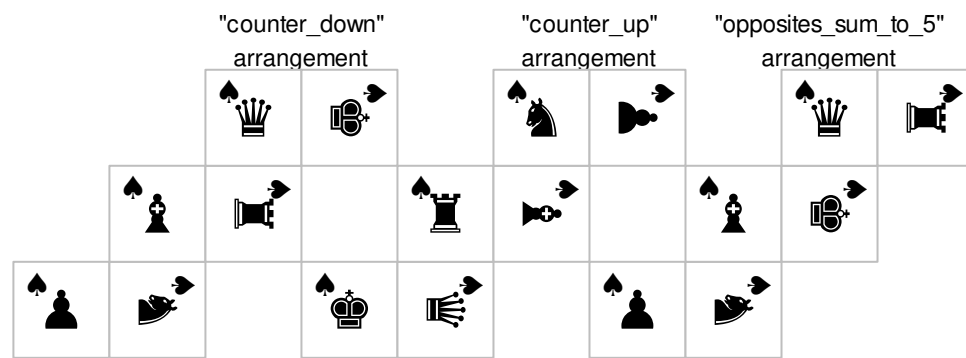 "counter_down"
arrangement
"counter_up"
arrangement
"opposites_sum_to_5"
arrangement